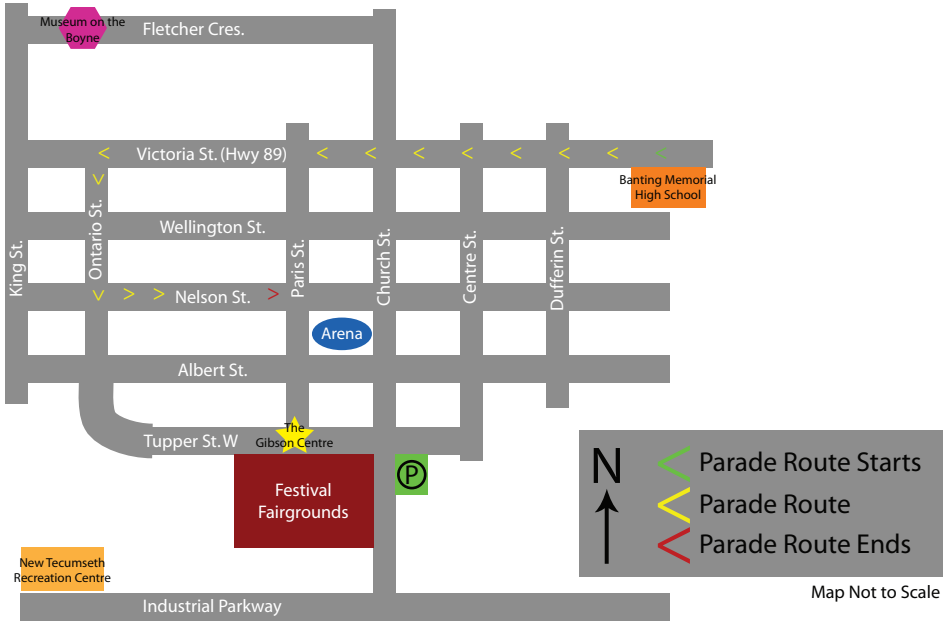 Museum on the
Boyne
Fletcher Cres.
Victoria St. (Hwy 89)
Banting Memorial
High School
Wellington St.
King St.
Ontario St.
Paris St.
Church St.
Centre St.
Dufferin St.
Nelson St.
Arena
Albert St.
Tupper St. W
The
Gibson Centre
P
Festival
Fairgrounds
New Tecumseth
Recreation Centre
Industrial Parkway
N
Parade Route Starts
Parade Route
Parade Route Ends
Map Not to Scale